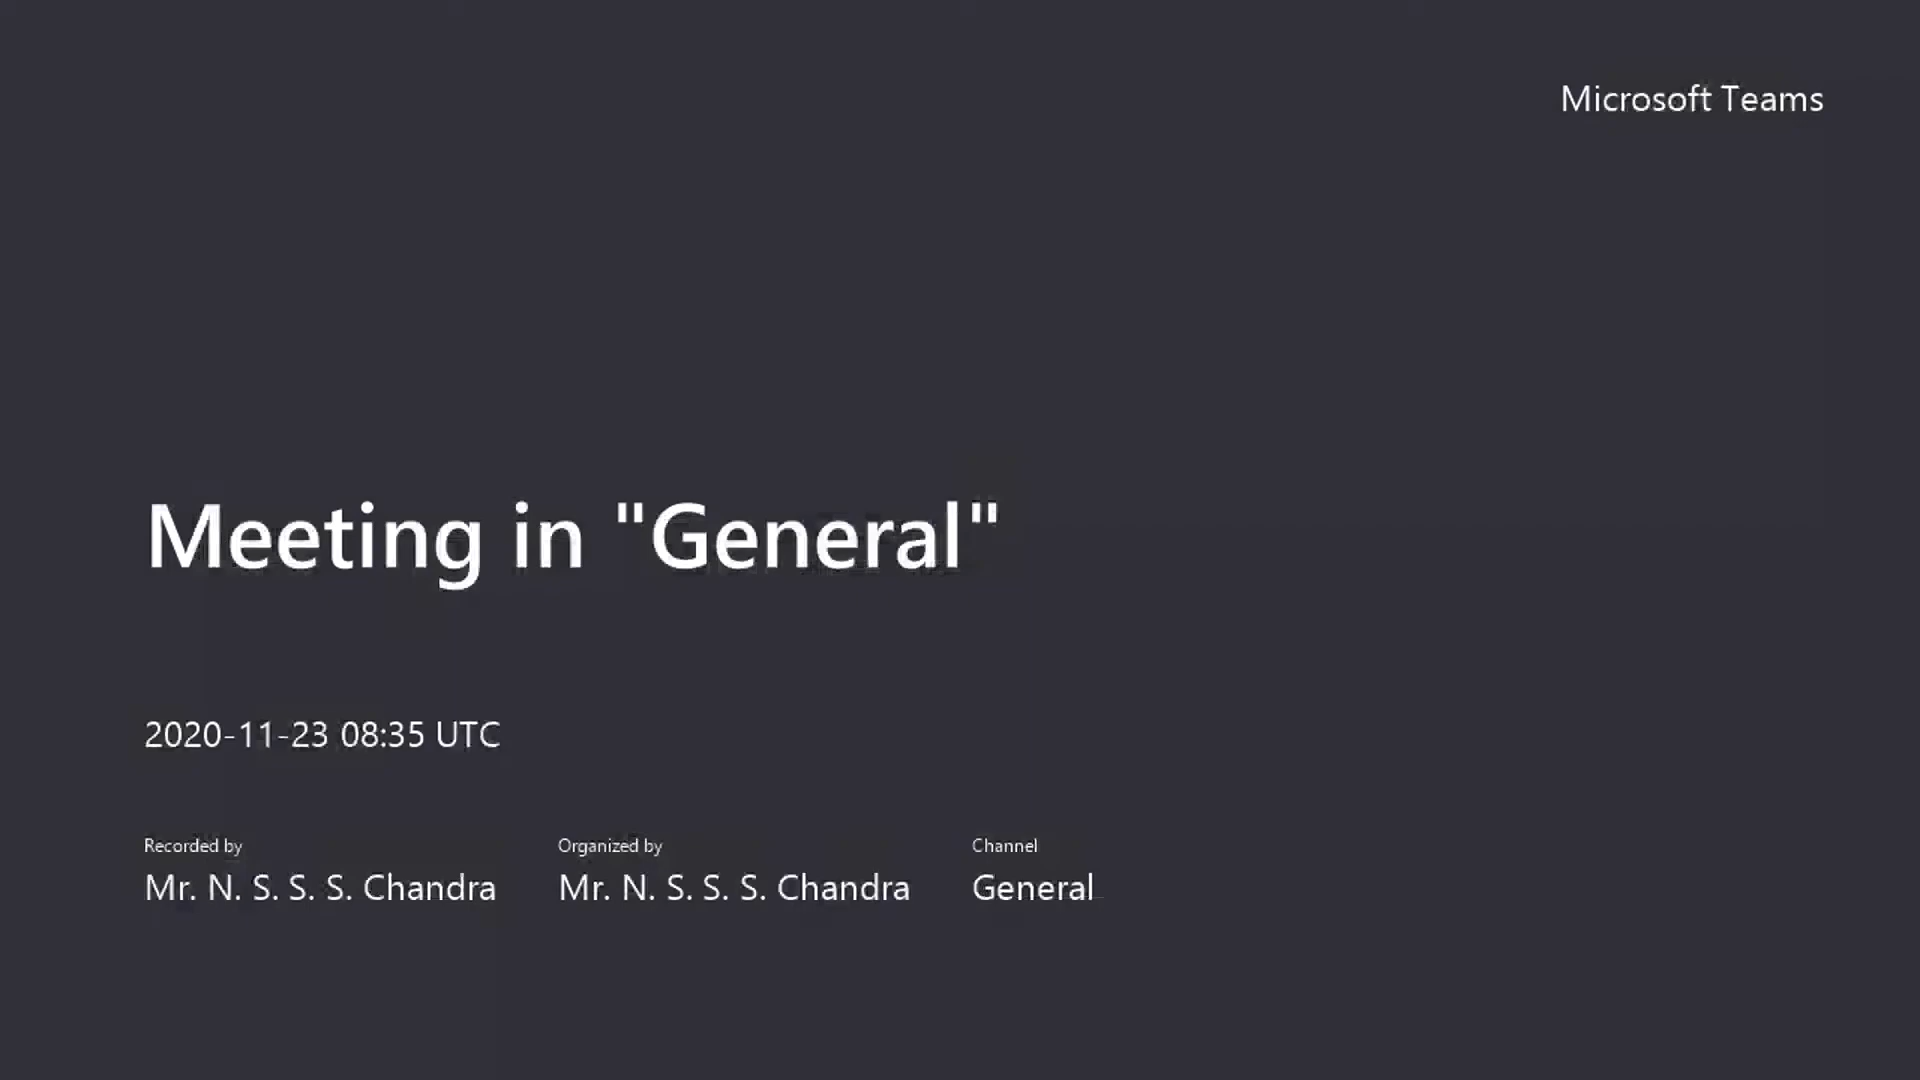 Microsoft Teams
Meeting in "General"
2020-11-23 08:35 UTC
Recorded by
Mr. N. S. S. S. Chandra
Organized by
Mr. N. S. S. S. Chandra
Channel
General